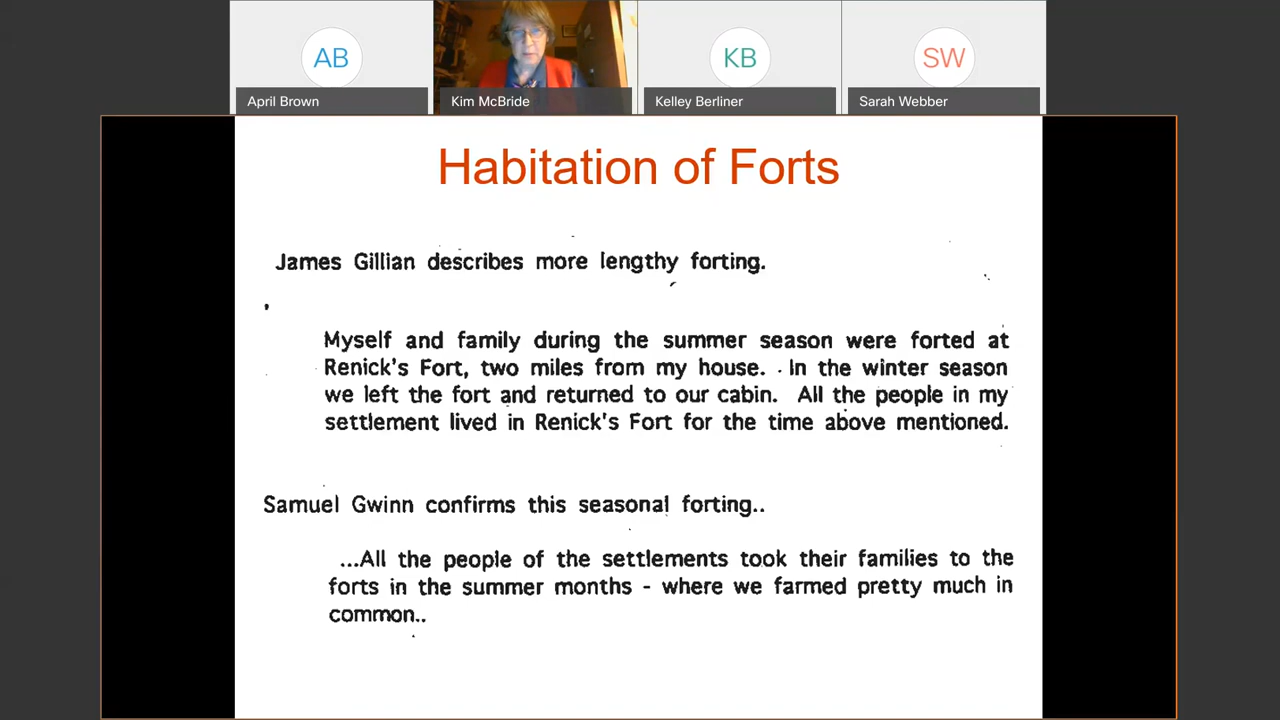 AB
KB
SW
April Brown
Kim McBride
Kelley Berliner
Sarah Webber
Habitation of Forts
James Gillian describes more lengthy forting.
Myself and family during the summer season were forted at
Renick's Fort, two miles from my house. In the winter season
we left the fort and returned to our cabin. All the people in my
settlement lived in Renick's Fort for the time above mentioned.
Samuel Gwinn confirms this seasonal forting..
...All the people of the settlements took their families to the
forts in the summer months - where we farmed pretty much in
common..